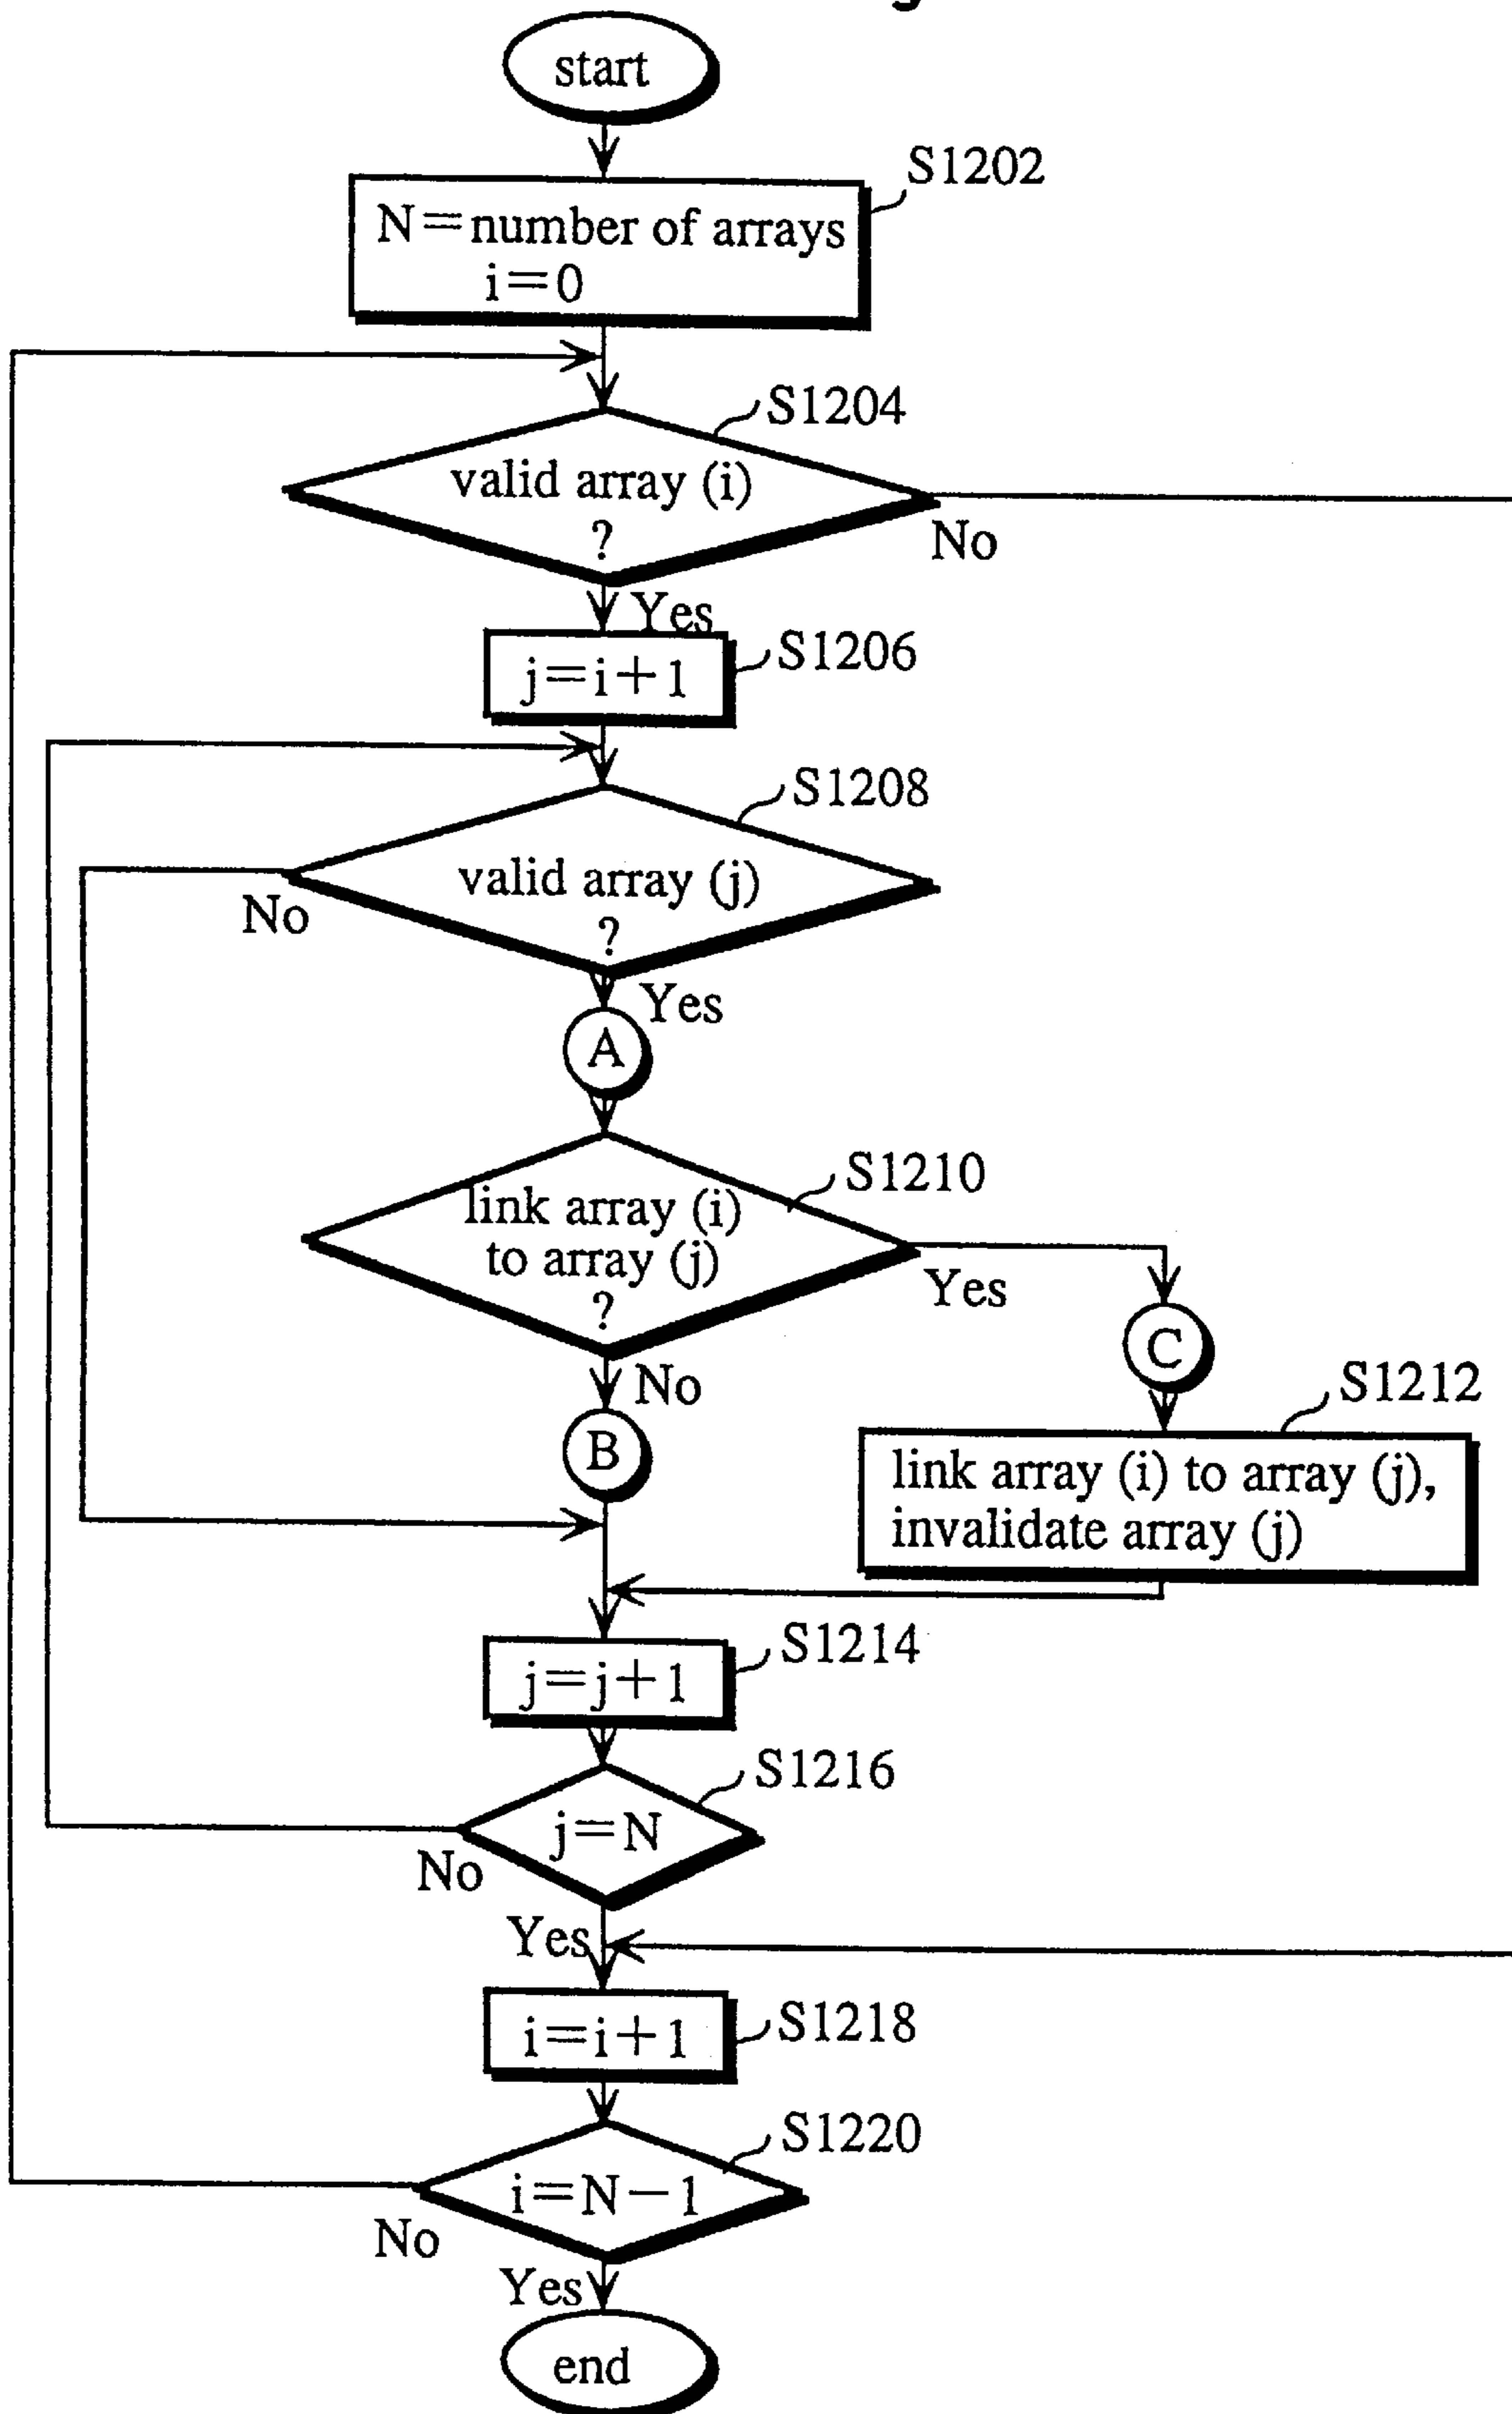 start
S1202
N=number of arrays
i=0
S1204
valid array (i)
?
No
Yes
S1206
j=i+1
S1208
valid array (j)
?
No
Yes
A
S1210
link array (i)
to array (j)
?
Yes
No
C
B
S1212
link array (i) to array (j),
invalidate array (j)
S1214
j=j+1
S1216
j=N
No
Yes
S1218
i=i+1
S1220
i=N-1
No
Yes
end